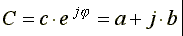 C = c · e^{jφ} = a + j · b